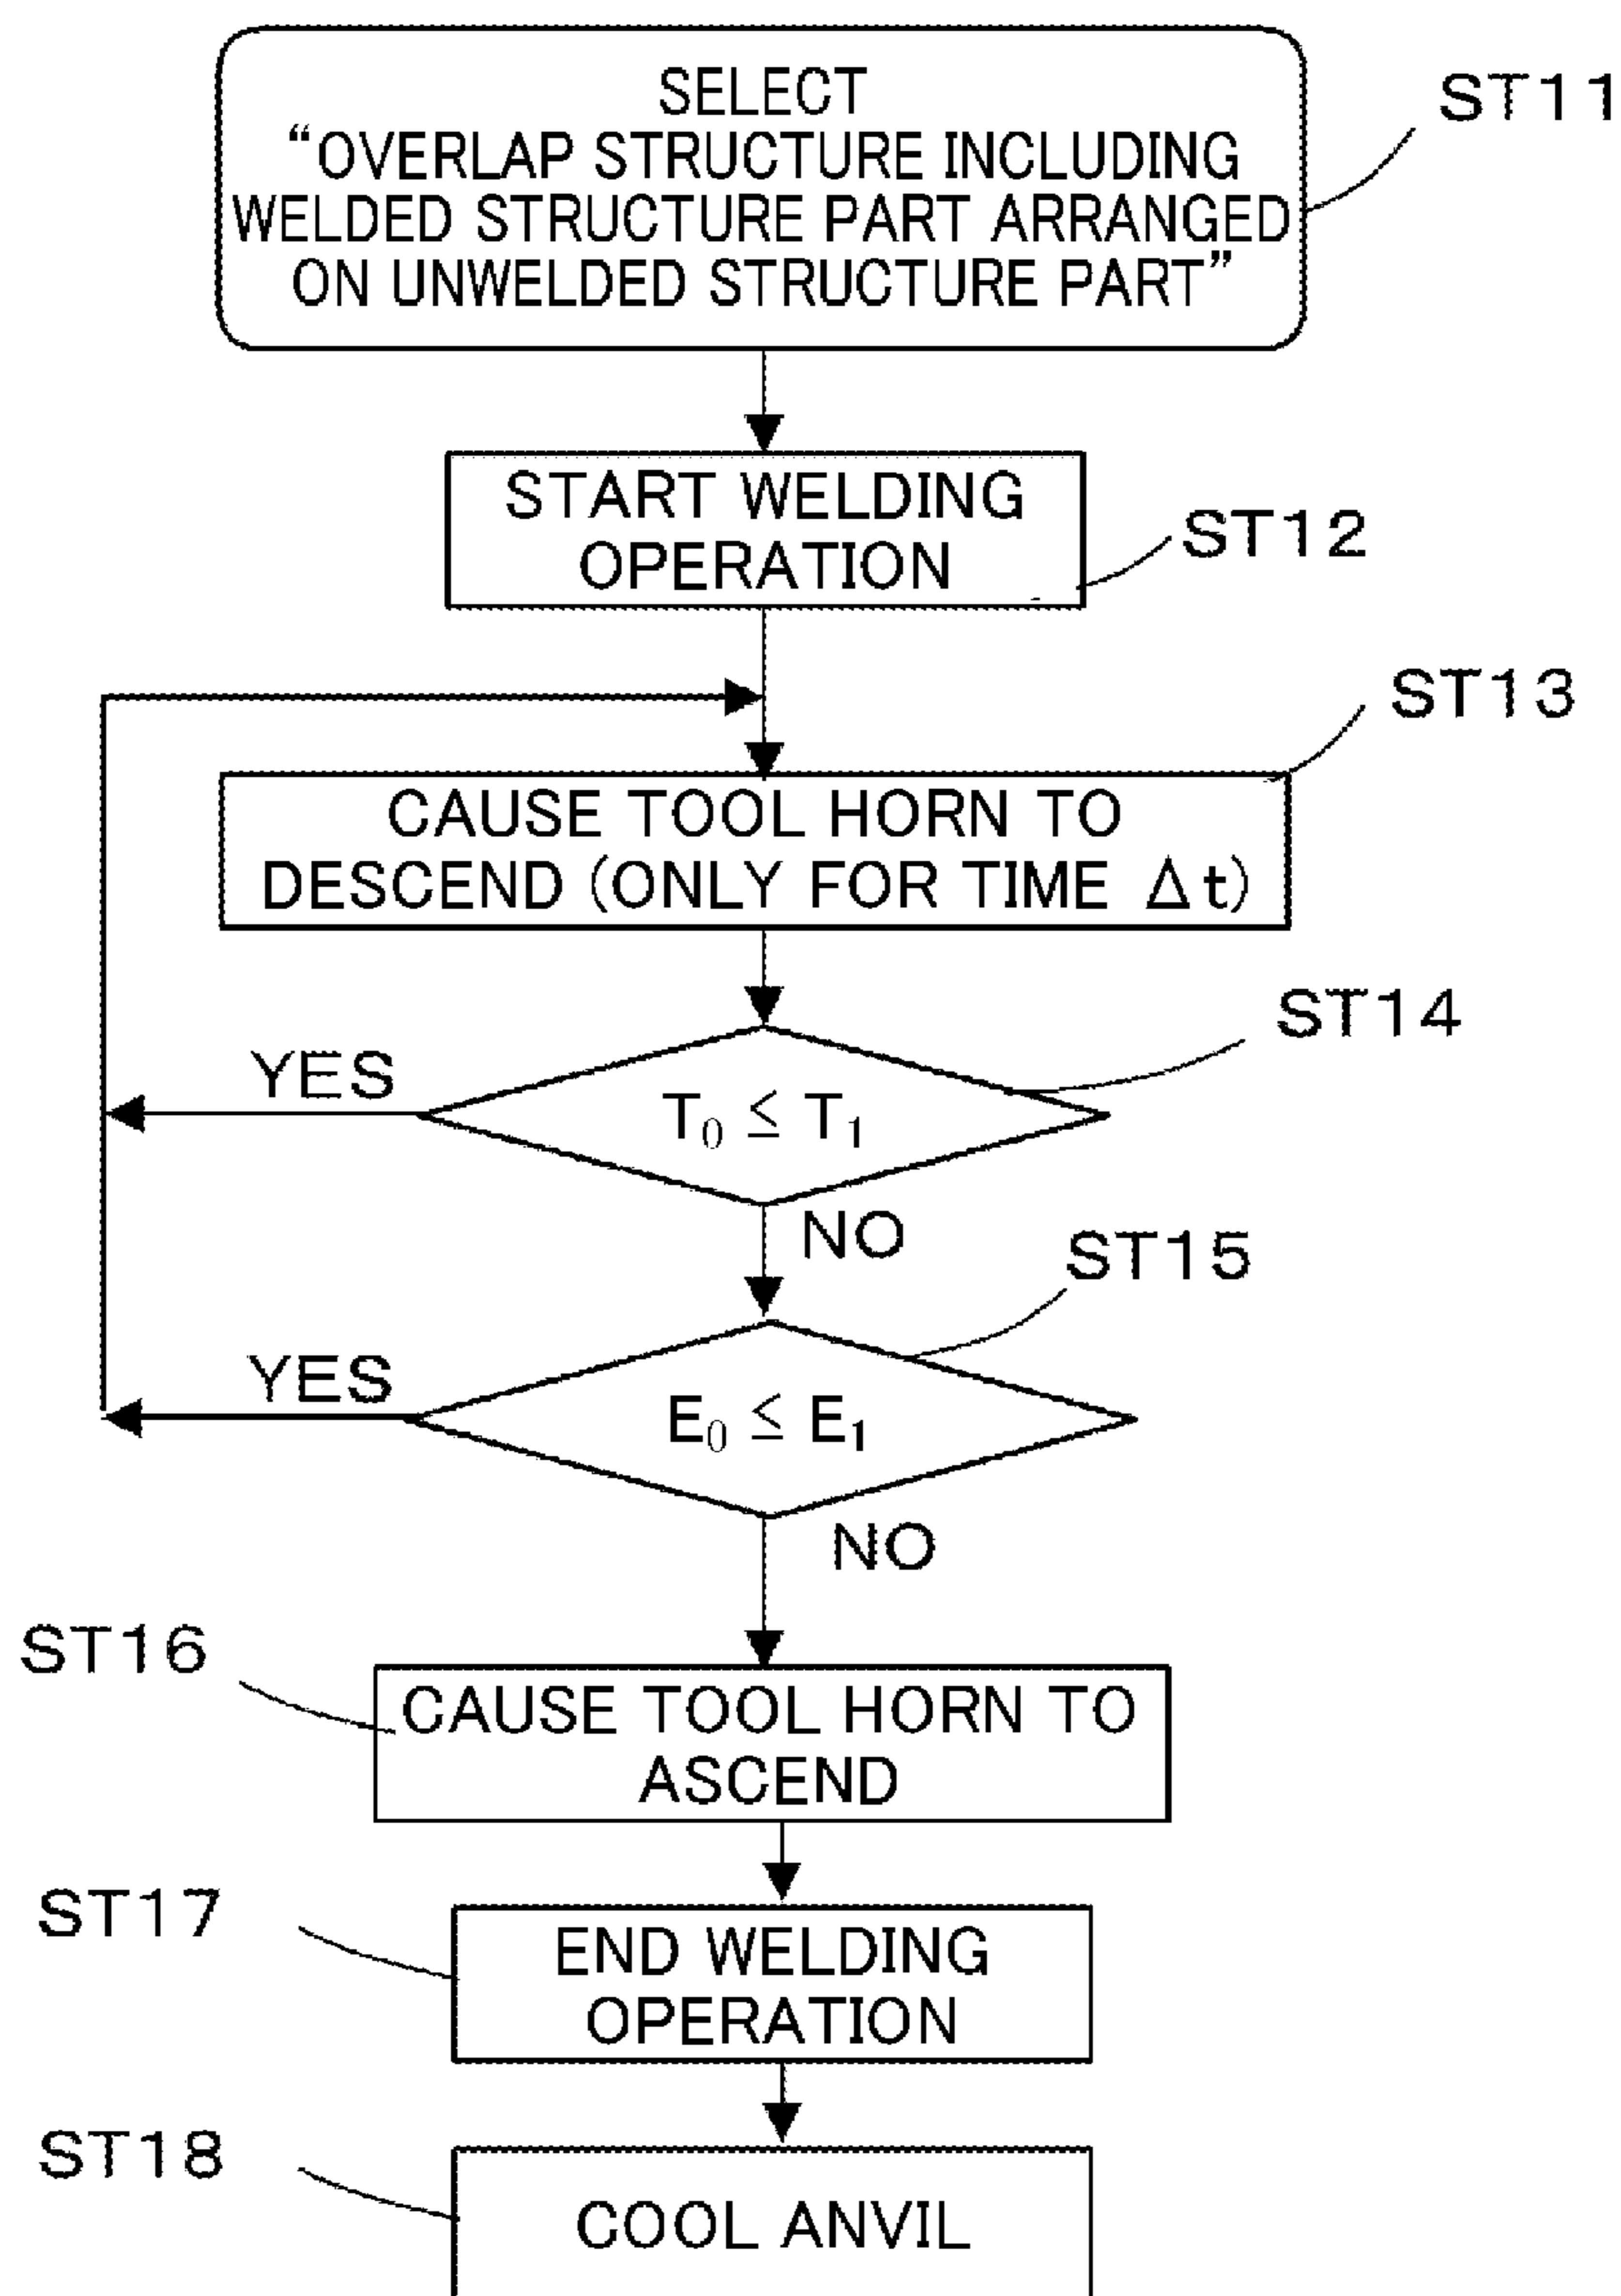 SELECT
“OVERLAP STRUCTURE INCLUDING
WELDED STRUCTURE PART ARRANGED
ON UNWELDED STRUCTURE PART”
ST11
START WELDING
OPERATION
ST12
ST13
CAUSE TOOL HORN TO
DESCEND (ONLY FOR TIME Δt)
ST14
YES
T₀ ≤ T₁
NO
ST15
YES
E₀ ≤ E₁
NO
ST16
CAUSE TOOL HORN TO
ASCEND
ST17
END WELDING
OPERATION
ST18
COOL ANVIL